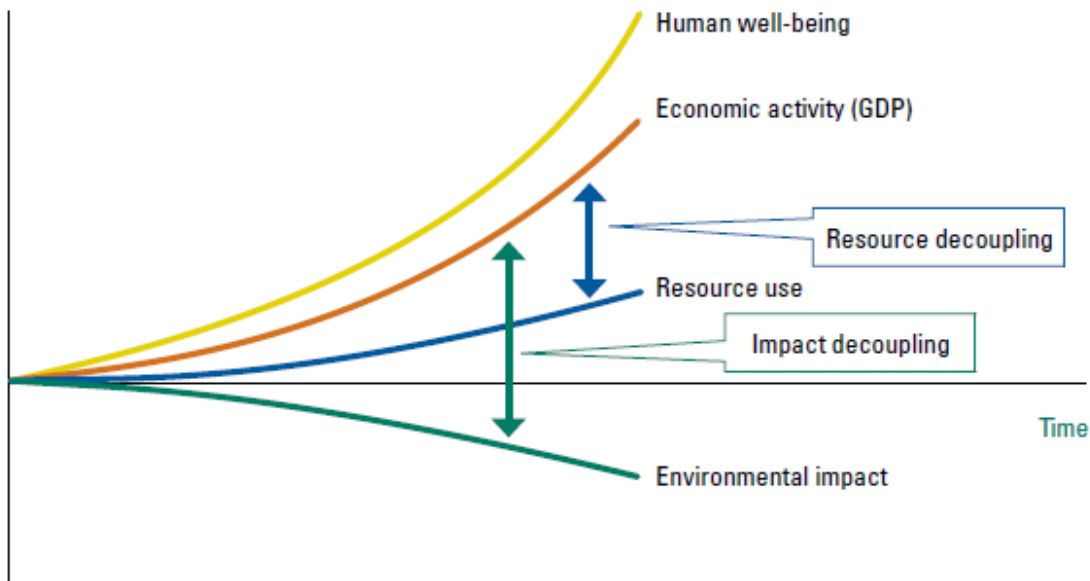 Human well-being
Economic activity (GDP)
Resource decoupling
Resource use
Impact decoupling
Time
Environmental impact